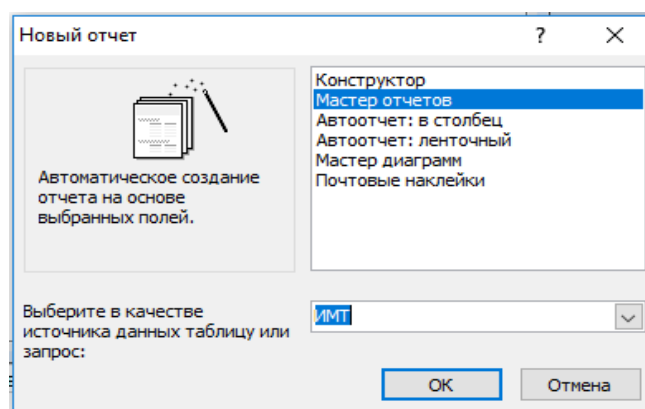 Новый отчет
?
Конструктор
Мастер отчетов
Автоотчет: в столбец
Автоотчет: ленточный
Мастер диаграмм
Почтовые наклейки
Автоматическое создание
отчета на основе
выбранных полей.
Выберите в качестве
источника данных таблицу или
запрос:
ИМТ
ОК
Отмена